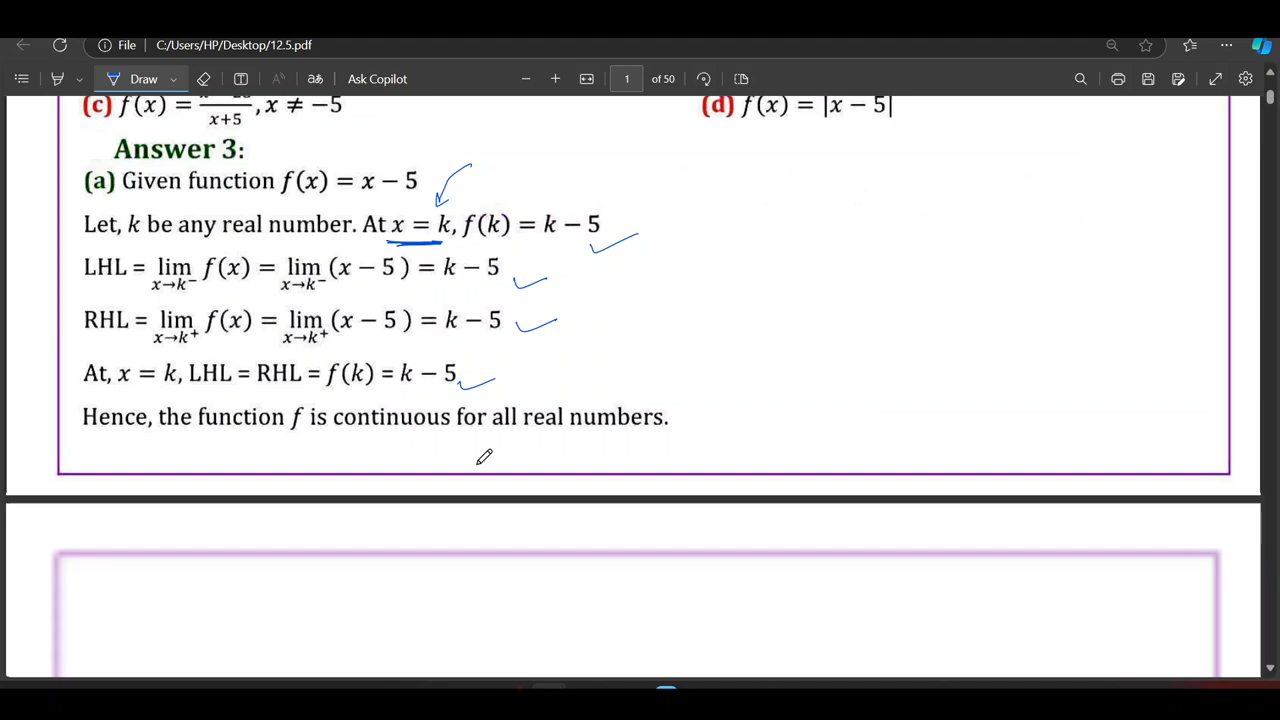 File C:/Users/HP/Desktop/12.5.pdf
Draw Ask Copilot 1 of 50
(c) f(x) = /x+5, x ≠ −5
(d) f(x) = |x − 5|
Answer 3:
(a) Given function f(x) = x − 5
Let, k be any real number. At x = k, f(k) = k − 5
LHL = lim x→k⁻ f(x) = lim x→k⁻ (x − 5 ) = k − 5
RHL = lim x→k⁺ f(x) = lim x→k⁺ (x − 5 ) = k − 5
At, x = k, LHL = RHL = f(k) = k − 5
Hence, the function f is continuous for all real numbers.